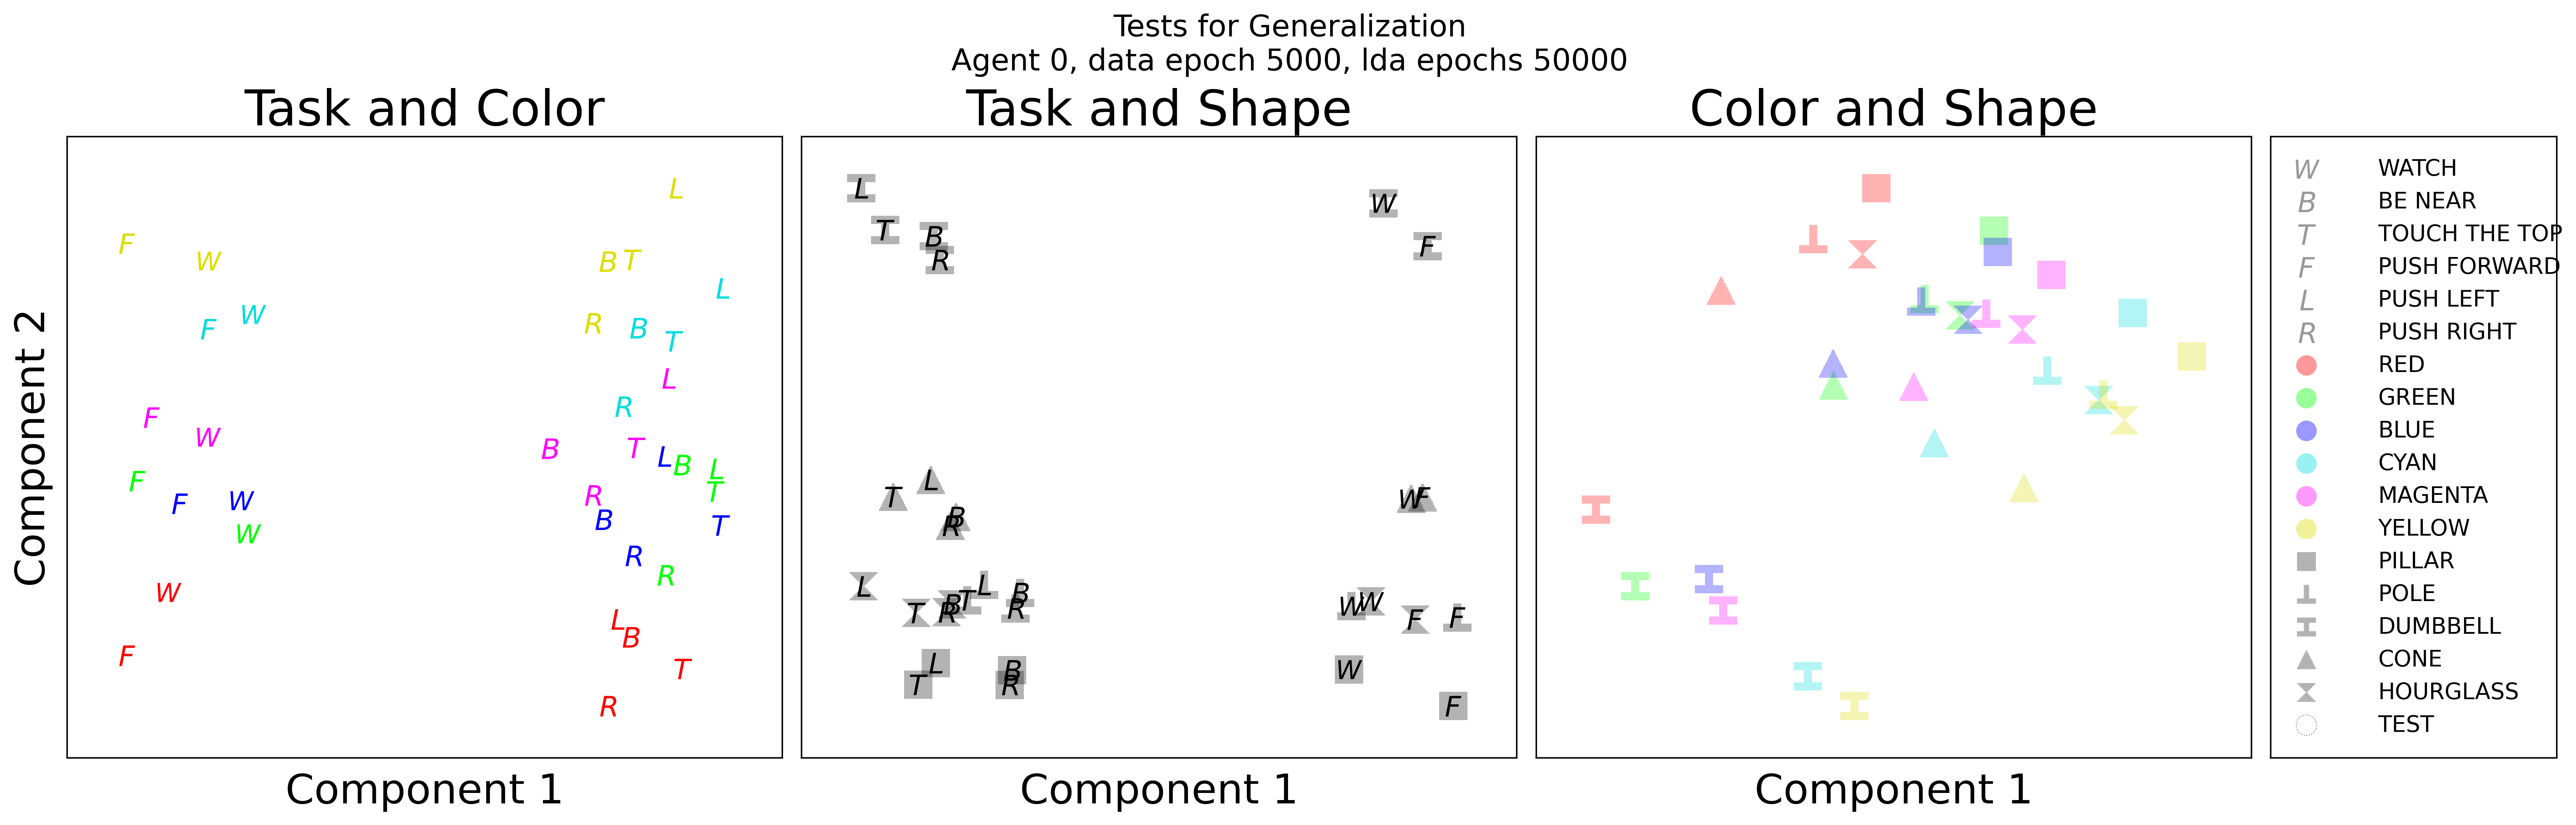 Tests for Generalization
Agent 0, data epoch 5000, lda epochs 50000
Task and Color
Task and Shape
Color and Shape
Component 2
L
F
W
B T
L
W
F
B
T
R
L
R
F
W
B
T
L
B
L
F
T
F
W
R
B
T
W
R
R
W
L
B
F
T
R
L
T
B
R
W
F
L
T
B
R
W
F
L
L
T
B
R
T
B
R
W
W
F
F
L
T
B
R
W
F
W WATCH
B BE NEAR
T TOUCH THE TOP
F PUSH FORWARD
L PUSH LEFT
R PUSH RIGHT
RED
GREEN
BLUE
CYAN
MAGENTA
YELLOW
PILLAR
POLE
DUMBBELL
CONE
HOURGLASS
TEST
Component 1
Component 1
Component 1